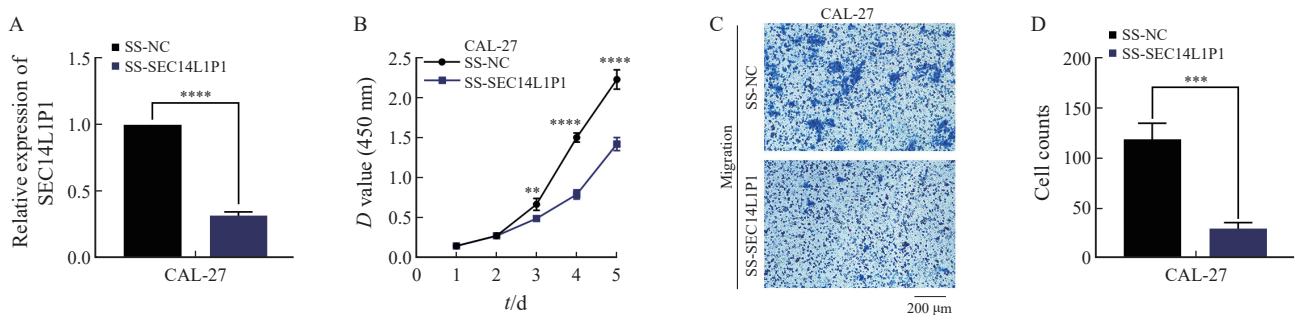 A
SS-NC
SS-SEC14L1P1
Relative expression of
SEC14L1P1
1.5
1.0
0.5
0.0
****
CAL-27
B
CAL-27
SS-NC
SS-SEC14L1P1
D value (450 nm)
2.5
2.0
1.5
1.0
0.5
0.0
**
****
****
0 1 2 3 4 5
t/d
C
CAL-27
Migration
SS-NC
SS-SEC14L1P1
200 μm
D
SS-NC
SS-SEC14L1P1
Cell counts
200
150
100
50
0
***
CAL-27